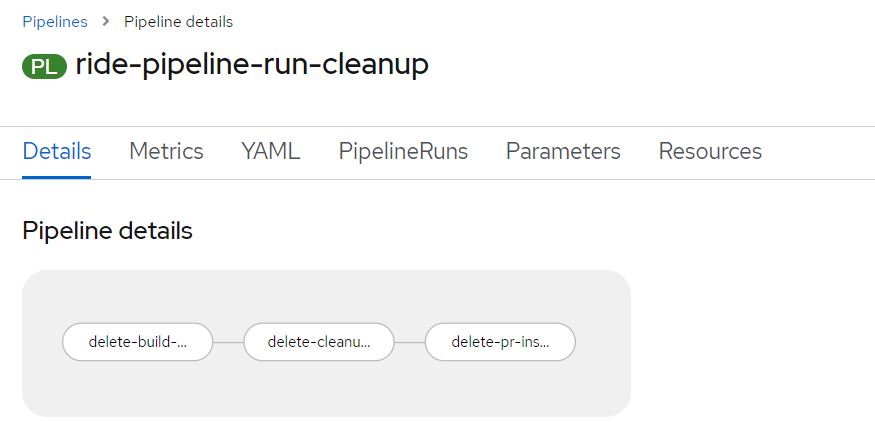 Pipelines > Pipeline details
PL ride-pipeline-run-cleanup
Details Metrics YAML PipelineRuns Parameters Resources
Pipeline details
delete-build-... delete-cleanu... delete-pr-ins...